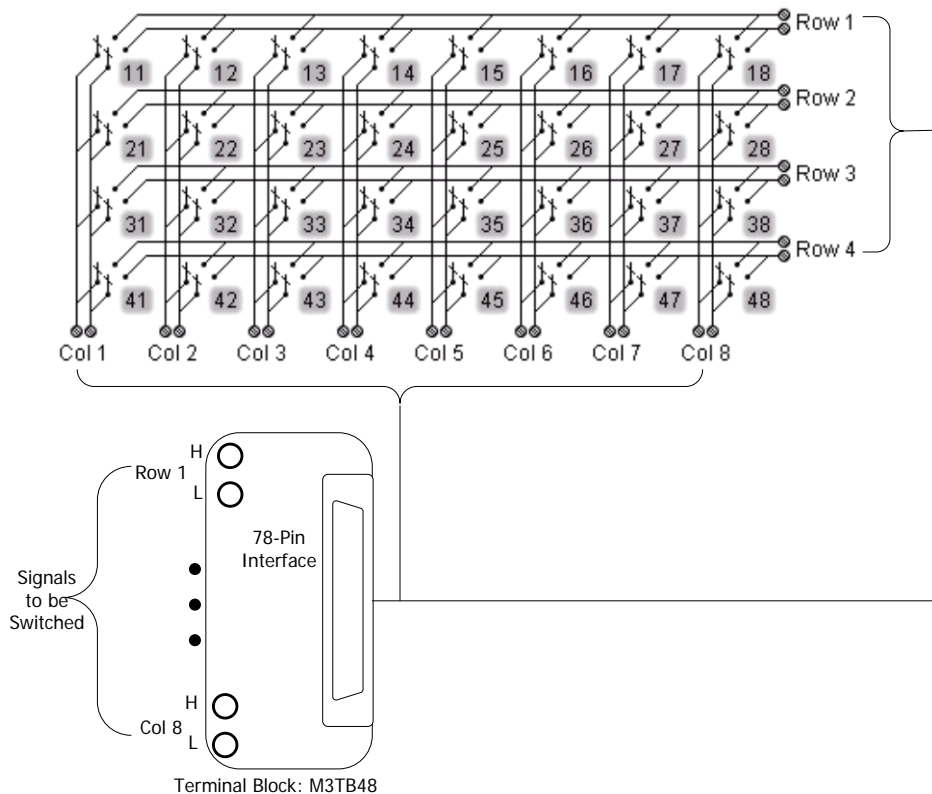 Row 1
11 12 13 14 15 16 17 18
Row 2
21 22 23 24 25 26 27 28
Row 3
31 32 33 34 35 36 37 38
Row 4
41 42 43 44 45 46 47 48
Col 1 Col 2 Col 3 Col 4 Col 5 Col 6 Col 7 Col 8
H
Row 1
L
78-Pin
Interface
Signals
to be
Switched
H
Col 8
L
Terminal Block: M3TB48